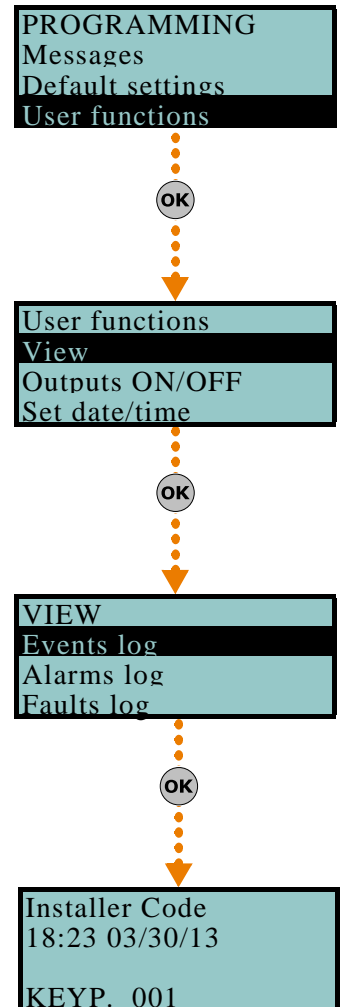 PROGRAMMING
Messages
Default settings
User functions
OK
User functions
View
Outputs ON/OFF
Set date/time
OK
VIEW
Events log
Alarms log
Faults log
OK
Installer Code
18:23 03/30/13
KEYP. 001